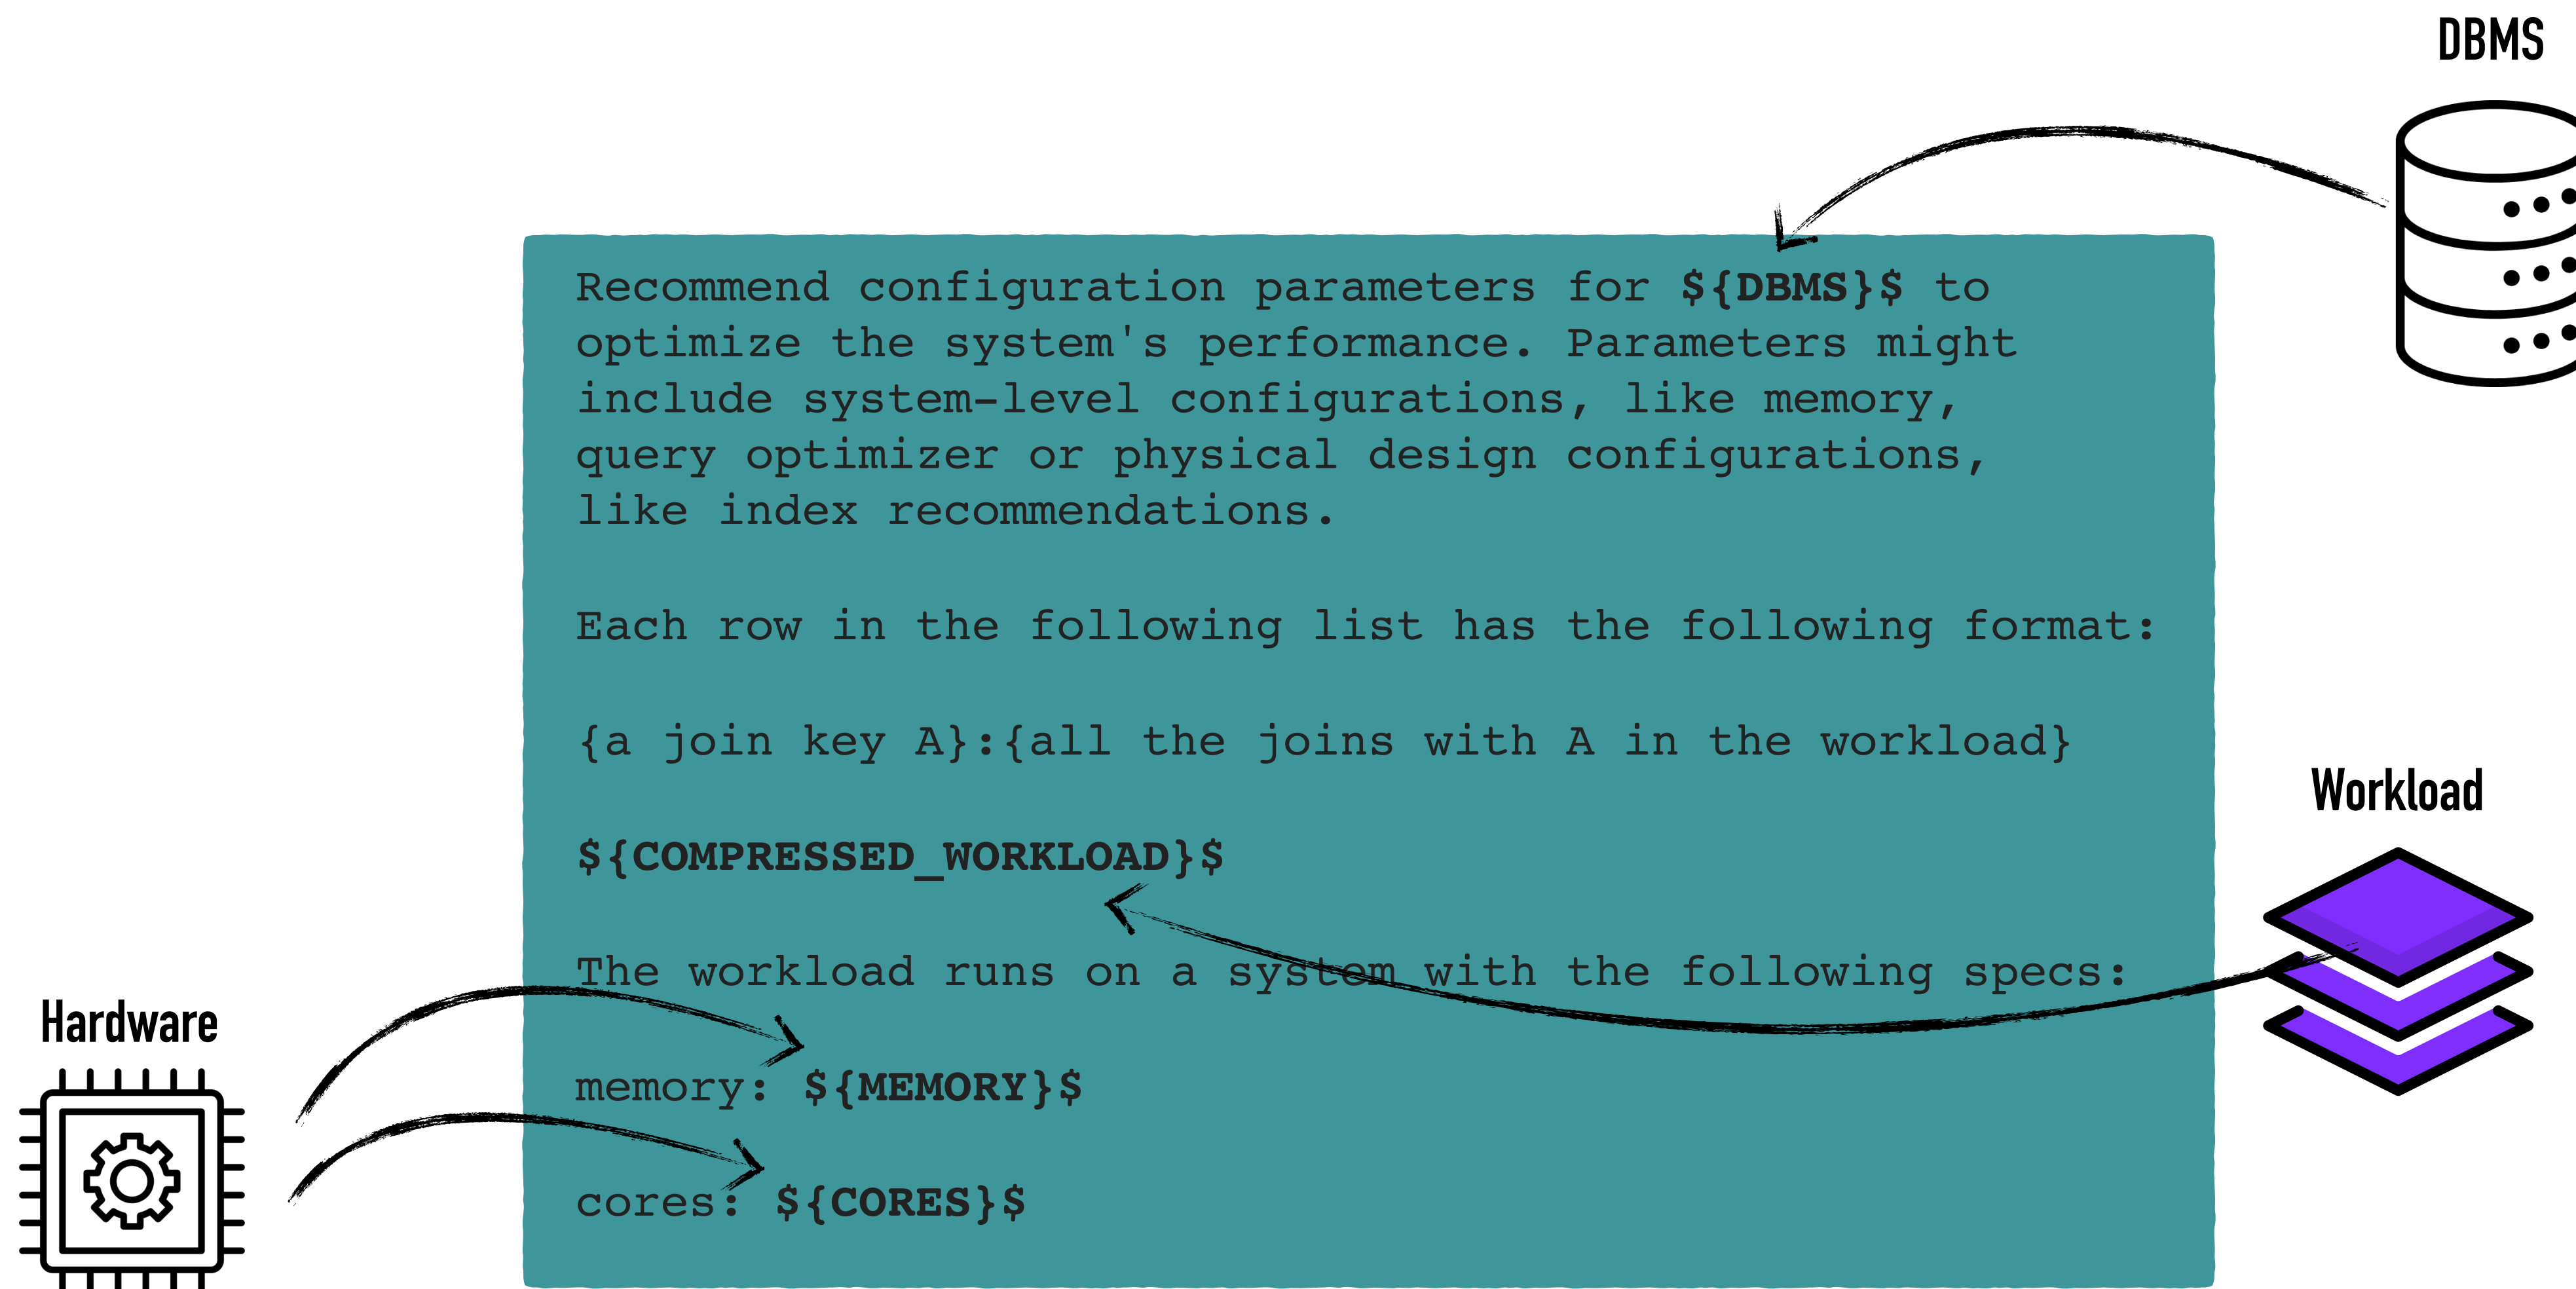 DBMS
Recommend configuration parameters for ${DBMS}$ to
optimize the system's performance. Parameters might
include system-level configurations, like memory,
query optimizer or physical design configurations,
like index recommendations.
Each row in the following list has the following format:
{a join key A}:{all the joins with A in the workload}
Workload
${COMPRESSED_WORKLOAD}$
The workload runs on a system with the following specs:
Hardware
memory: ${MEMORY}$
cores: ${CORES}$